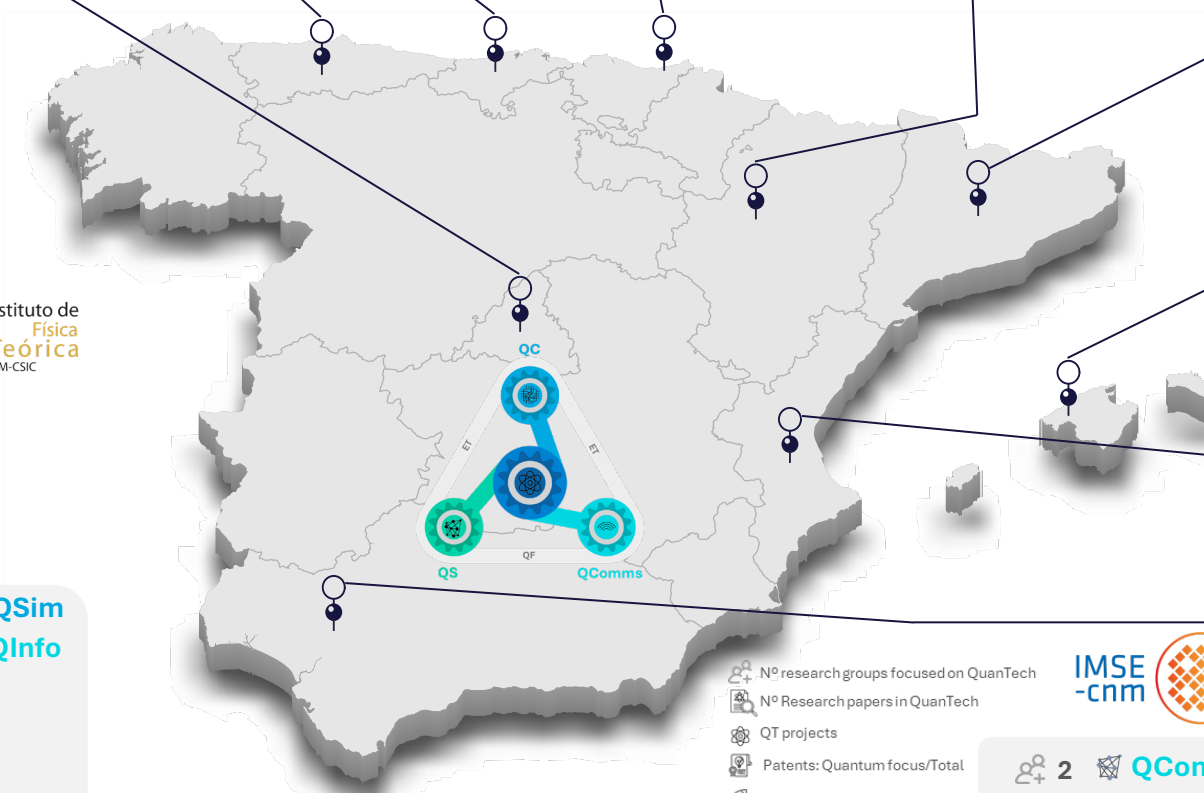 stituto de
Física
Teórica
M-CSIC
QC
ET
ET
QF
QS
QComms
QSim
QInfo
Nº research groups focused on QuanTech
Nº Research papers in QuanTech
QT projects
Patents: Quantum focus/Total
IMSE
-cnm
2 QCom